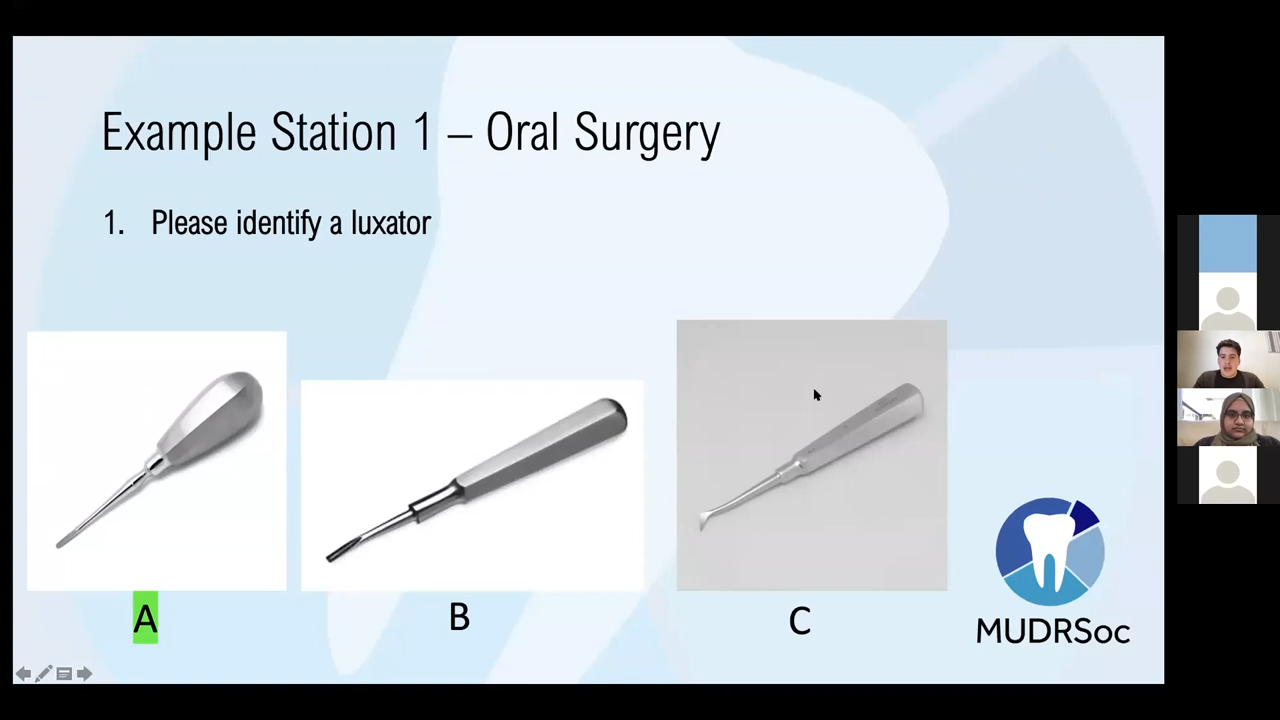 Example Station 1 – Oral Surgery
1. Please identify a luxator
A
B
C
MUDRSoc